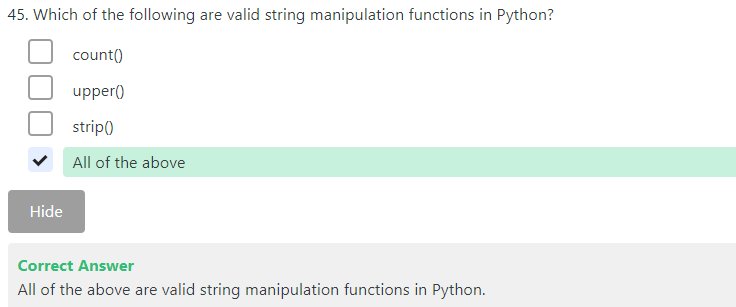 45. Which of the following are valid string manipulation functions in Python?
count()
upper()
strip()
All of the above
Hide
Correct Answer
All of the above are valid string manipulation functions in Python.